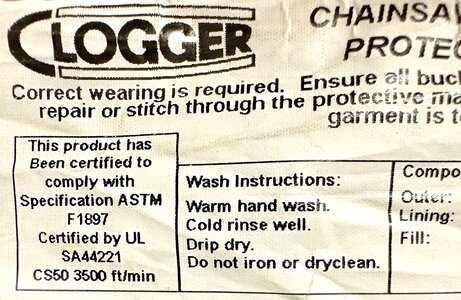 CLOGGER
CHAINSAW
PROTEC
Correct wearing is required. Ensure all buc
repair or stitch through the protective ma
garment is t
This product has
Been certified to
comply with
Specification ASTM
F1897
Certified by UL
SA44221
CS50 3500 ft/min
Wash Instructions:
Warm hand wash.
Cold rinse well.
Drip dry.
Do not iron or dryclean.
Compo
Outer:
Lining:
Fill: